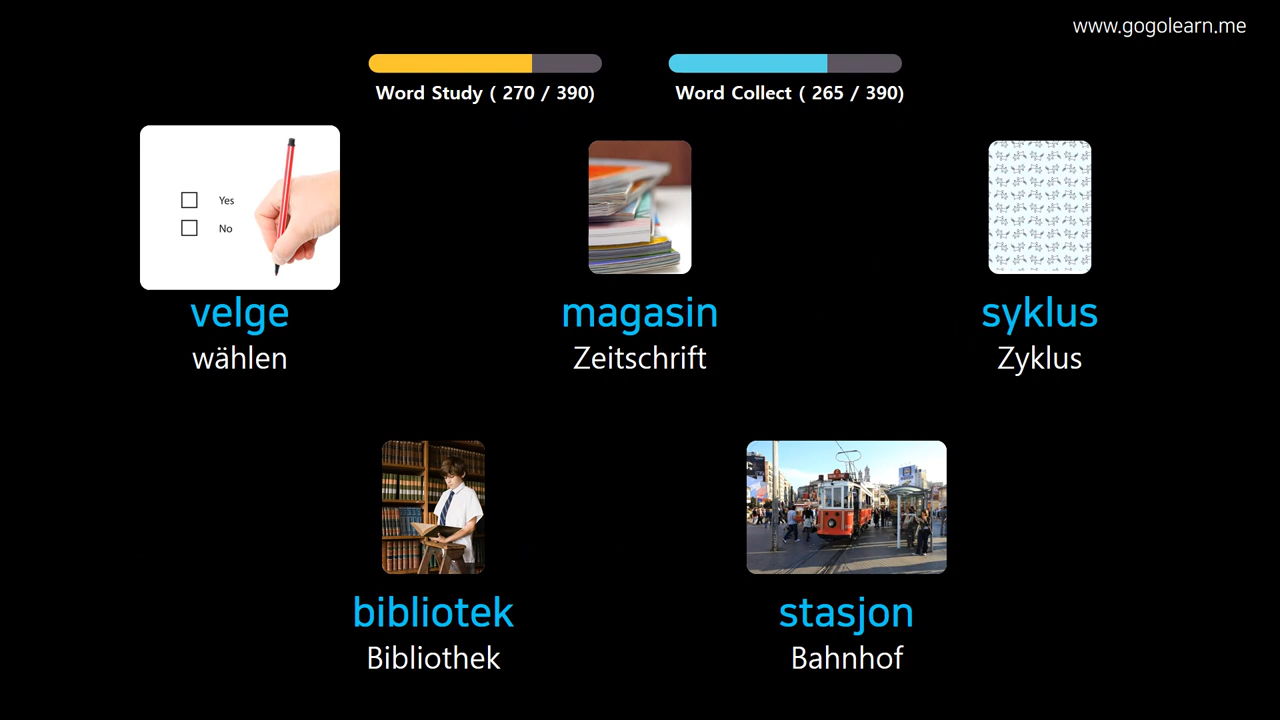 www.gogolearn.me
Word Study ( 270 / 390)
Word Collect ( 265 / 390)
Yes
No
velge
wählen
magasin
Zeitschrift
syklus
Zyklus
bibliotek
Bibliothek
stasjon
Bahnhof